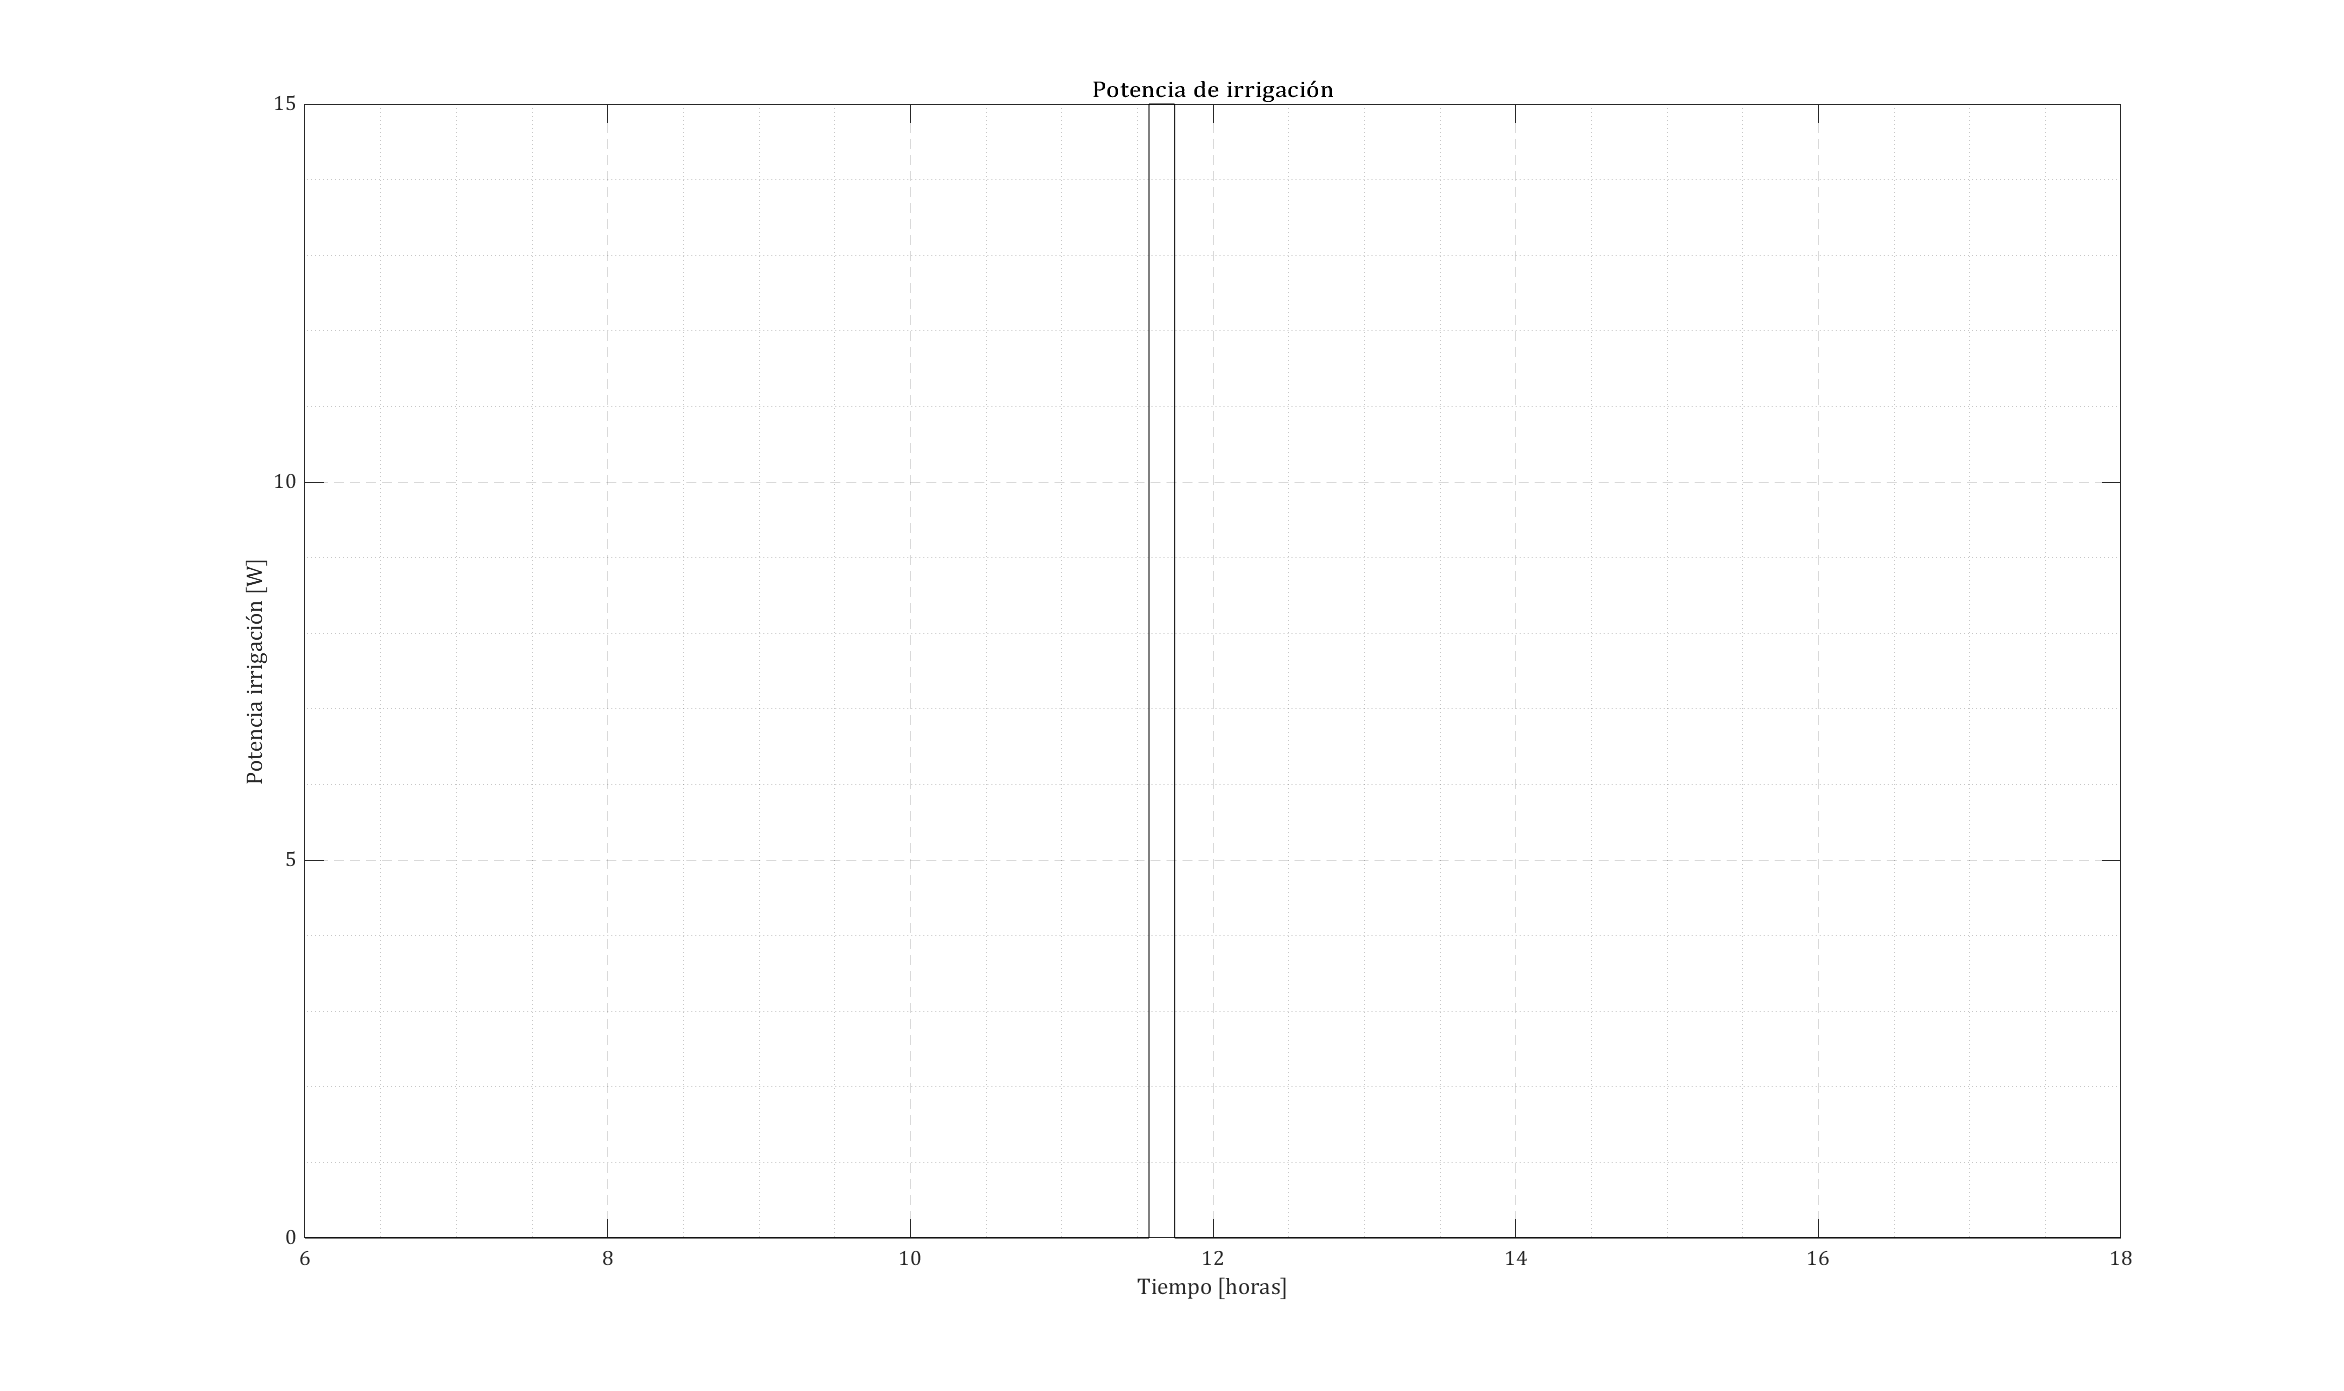 Potencia de irrigación
15
10
5
0
Potencia irrigación [W]
6 8 10 12 14 16 18
Tiempo [horas]